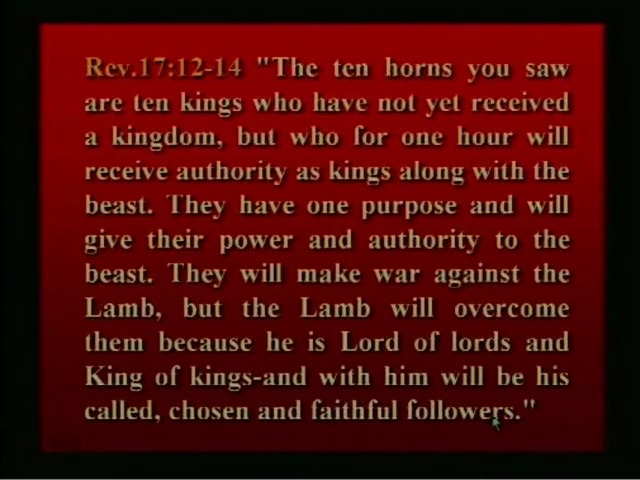 Rev.17:12-14 "The ten horns you saw
are ten kings who have not yet received
a kingdom, but who for one hour will
receive authority as kings along with the
beast. They have one purpose and will
give their power and authority to the
beast. They will make war against the
Lamb, but the Lamb will overcome
them because he is Lord of lords and
King of kings-and with him will be his
called, chosen and faithful followers."